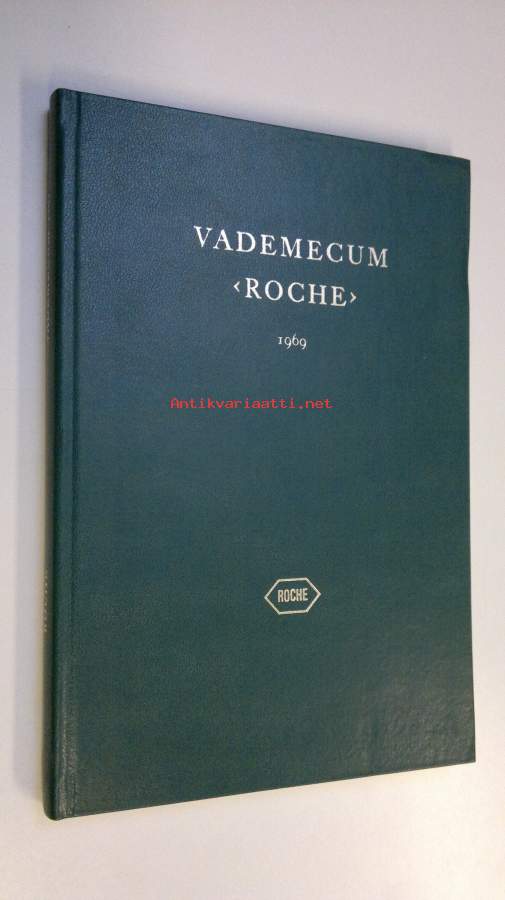 VADEMECUM
‹ROCHE›
1969
Antikvariaatti.net
ROCHE